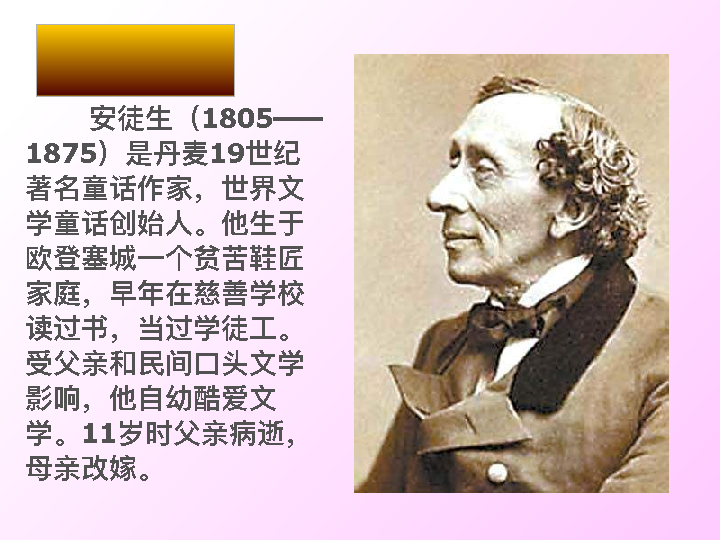 安徒生（1805——
1875）是丹麦19世纪
著名童话作家，世界文
学童话创始人。他生于
欧登塞城一个贫苦鞋匠
家庭，早年在慈善学校
读过书，当过学徒工。
受父亲和民间口头文学
影响，他自幼酷爱文
学。11岁时父亲病逝，
母亲改嫁。